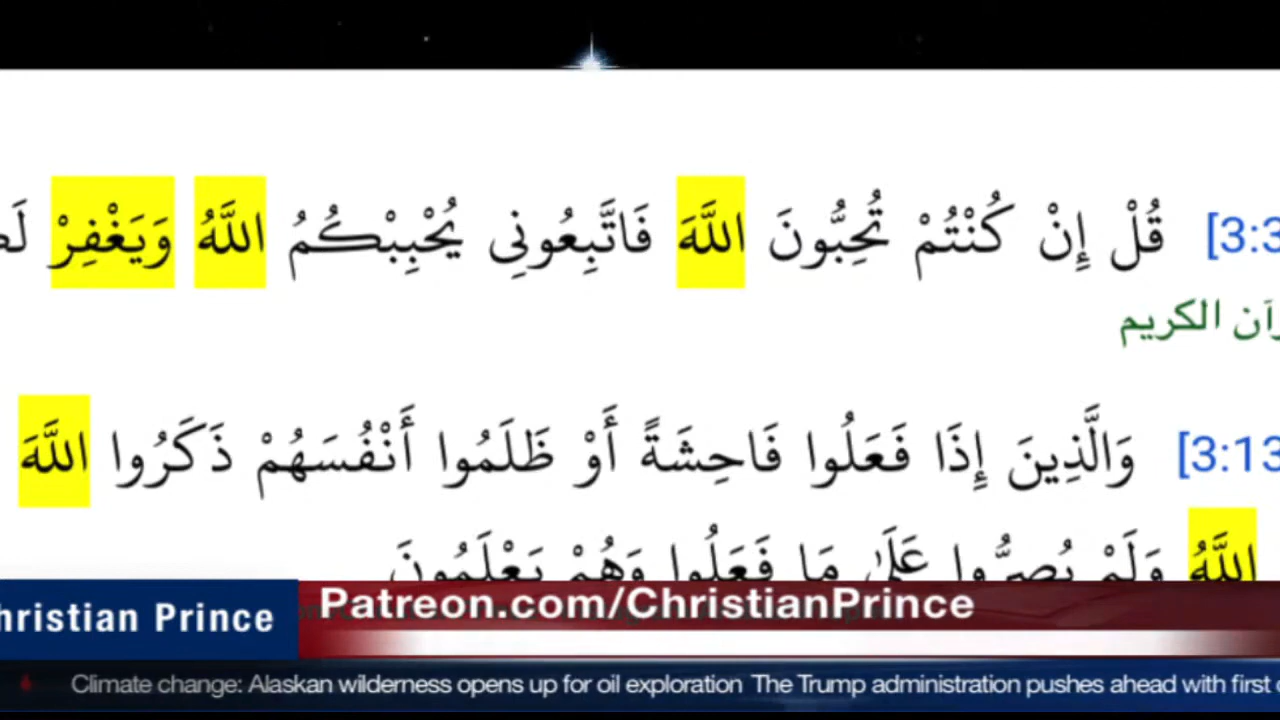 [3:3 قُلْ إِنْ كُنْتُمْ تُحِبُّونَ اللَّهَ فَاتَّبِعُونِي يُحْبِبْكُمُ اللَّهُ وَيَغْفِرْ
الكريم
[3:13 وَالَّذِينَ إِذَا فَعَلُوا فَاحِشَةً أَوْ ظَلَمُوا أَنْفُسَهُمْ ذَكَرُوا اللَّهَ
اللَّهُ وَلَمْ يُصِرُّوا عَلَىٰ مَا فَعَلُوا وَهُمْ يَعْلَمُونَ
hristian Prince
Patreon.com/ChristianPrince
Climate change: Alaskan wilderness opens up for oil exploration The Trump administration pushes ahead with first